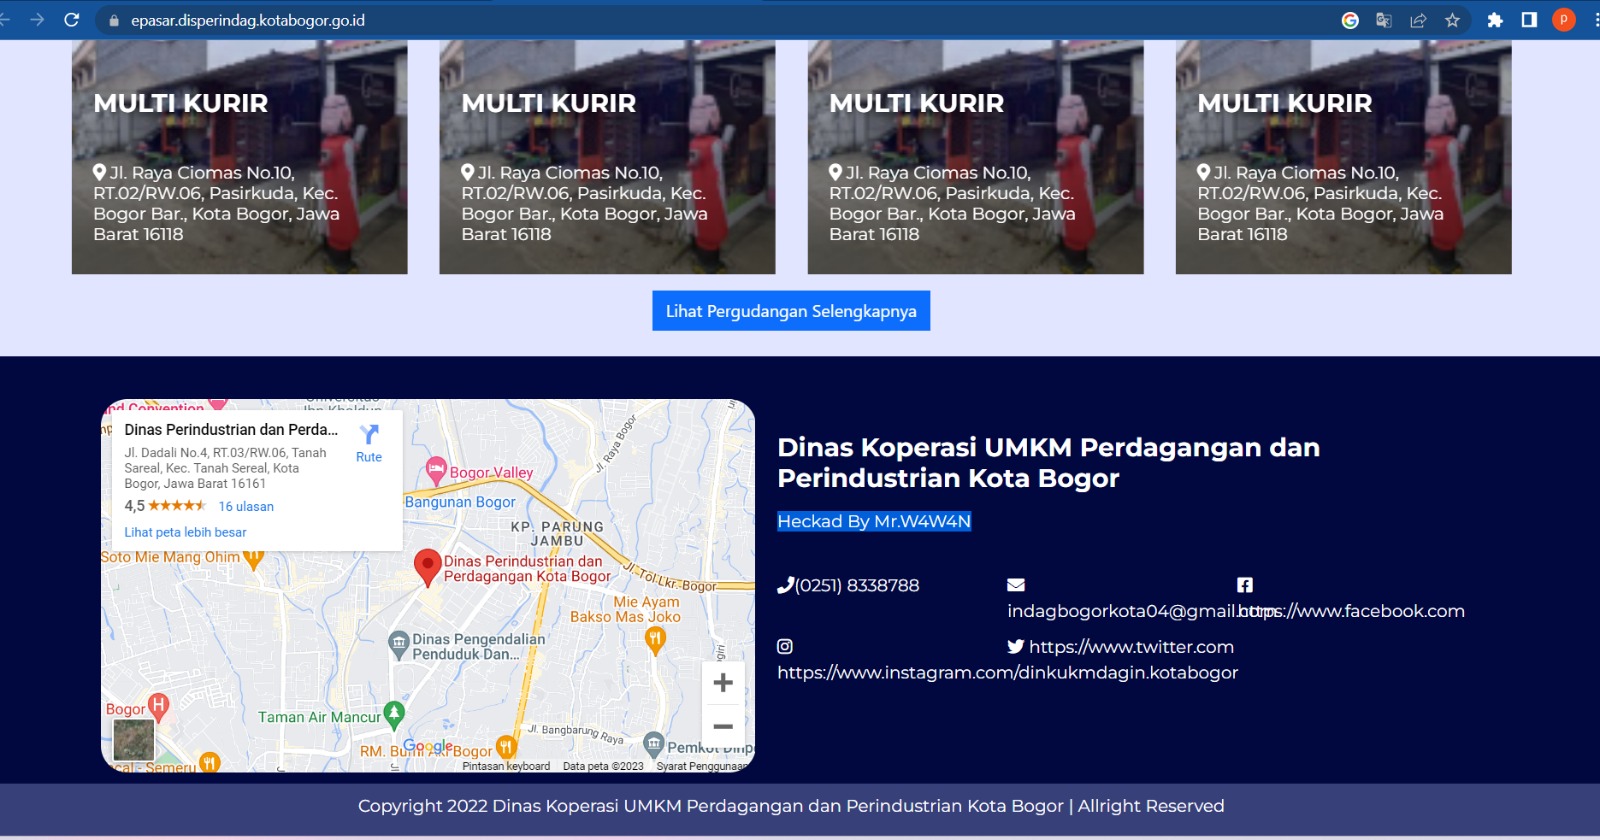 epasar.disperindag.kotabogor.go.id
MULTI KURIR
Jl. Raya Ciomas No.10,
RT.02/RW.06, Pasirkuda, Kec.
Bogor Bar., Kota Bogor, Jawa
Barat 16118
MULTI KURIR
Jl. Raya Ciomas No.10,
RT.02/RW.06, Pasirkuda, Kec.
Bogor Bar., Kota Bogor, Jawa
Barat 16118
MULTI KURIR
Jl. Raya Ciomas No.10,
RT.02/RW.06, Pasirkuda, Kec.
Bogor Bar., Kota Bogor, Jawa
Barat 16118
MULTI KURIR
Jl. Raya Ciomas No.10,
RT.02/RW.06, Pasirkuda, Kec.
Bogor Bar., Kota Bogor, Jawa
Barat 16118
Lihat Pergudangan Selengkapnya
Convention
Dinas Perindustrian dan Perda...
Jl. Dadali No.4, RT.03/RW.06, Tanah
Sareal, Kec. Tanah Sereal, Kota
Bogor, Jawa Barat 16161
4,5
16 ulasan
Lihat peta lebih besar
Rute
Jl. Raya Bogor
Bogor Valley
Bangunan Bogor
KP. PARUNG
JAMBU
Soto Mie Mang Ohim
Dinas Perindustrian dan
Perdagangan Kota Bogor
Jl. Tol Lkr. Bogor
Mie Ayam
Bakso Mas Joko
Dinas Pengendalian
Penduduk Dan...
Bogor
H
Taman Air Mancur
Jl. Bangbarung Raya
RM. Bumi Aki Bogor
Google
Pemkot
Semeru
Pintasan keyboard
Data peta ©2023
Syarat Penggunaan
Dinas Koperasi UMKM Perdagangan dan
Perindustrian Kota Bogor
Heckad By Mr.W4W4N
(0251) 8338788
indagbogorkota04@gmail.com
https://www.facebook.com
https://www.twitter.com
https://www.instagram.com/dinkukmdagin.kotabogor
Copyright 2022 Dinas Koperasi UMKM Perdagangan dan Perindustrian Kota Bogor | Allright Reserved